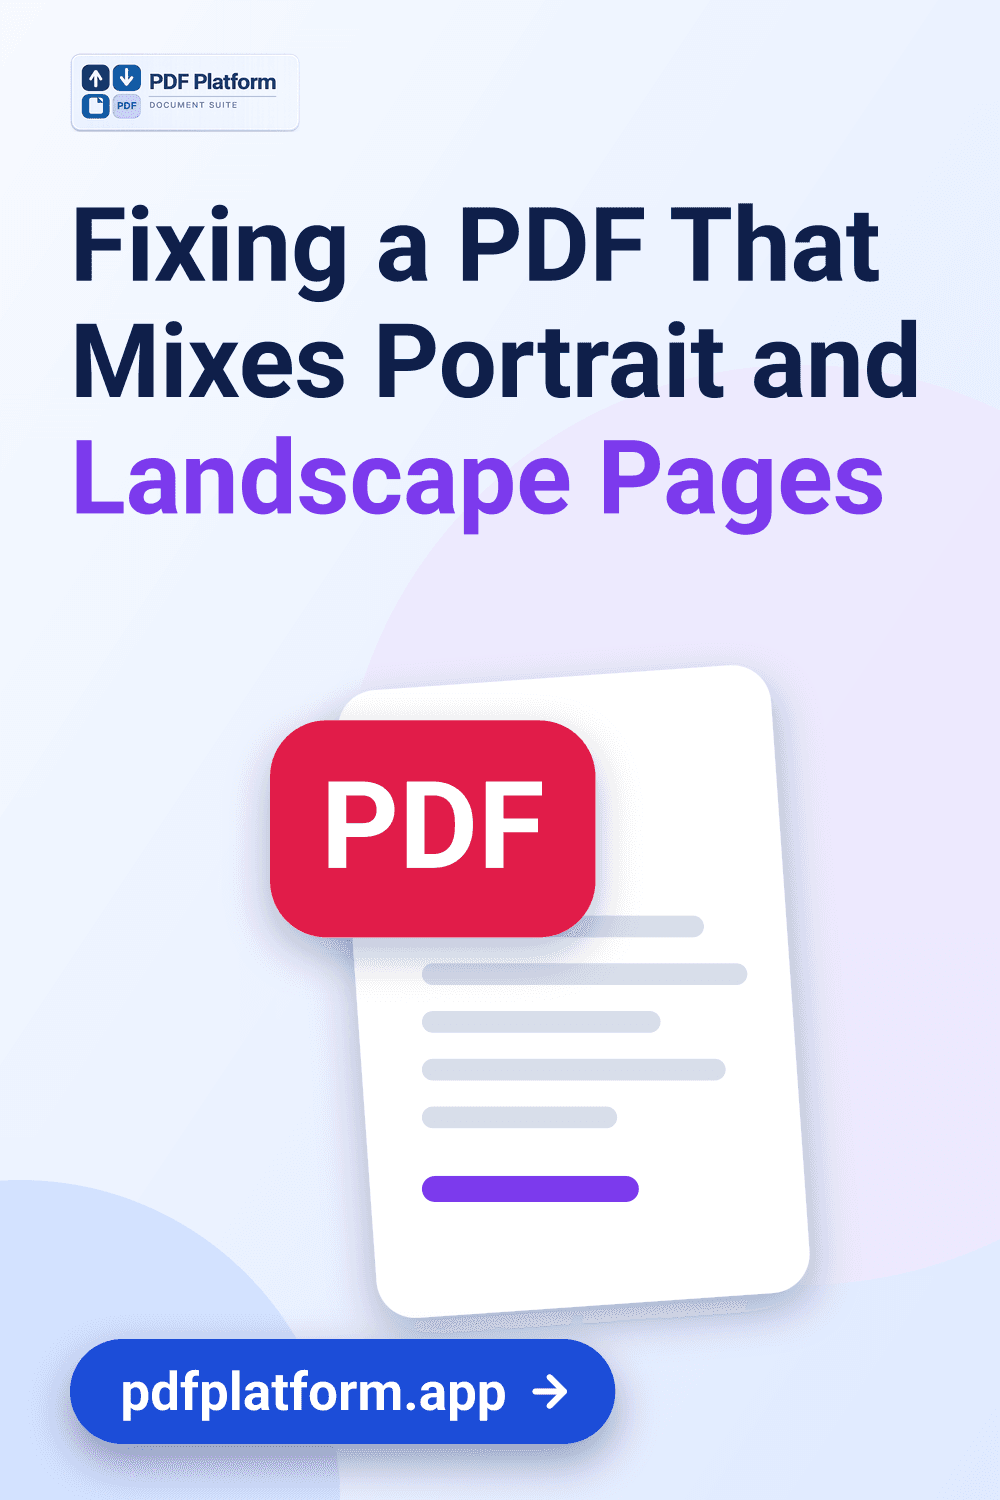 PDF Platform
PDF
DOCUMENT SUITE
Fixing a PDF That
Mixes Portrait and
Landscape Pages
PDF
pdfplatform.app